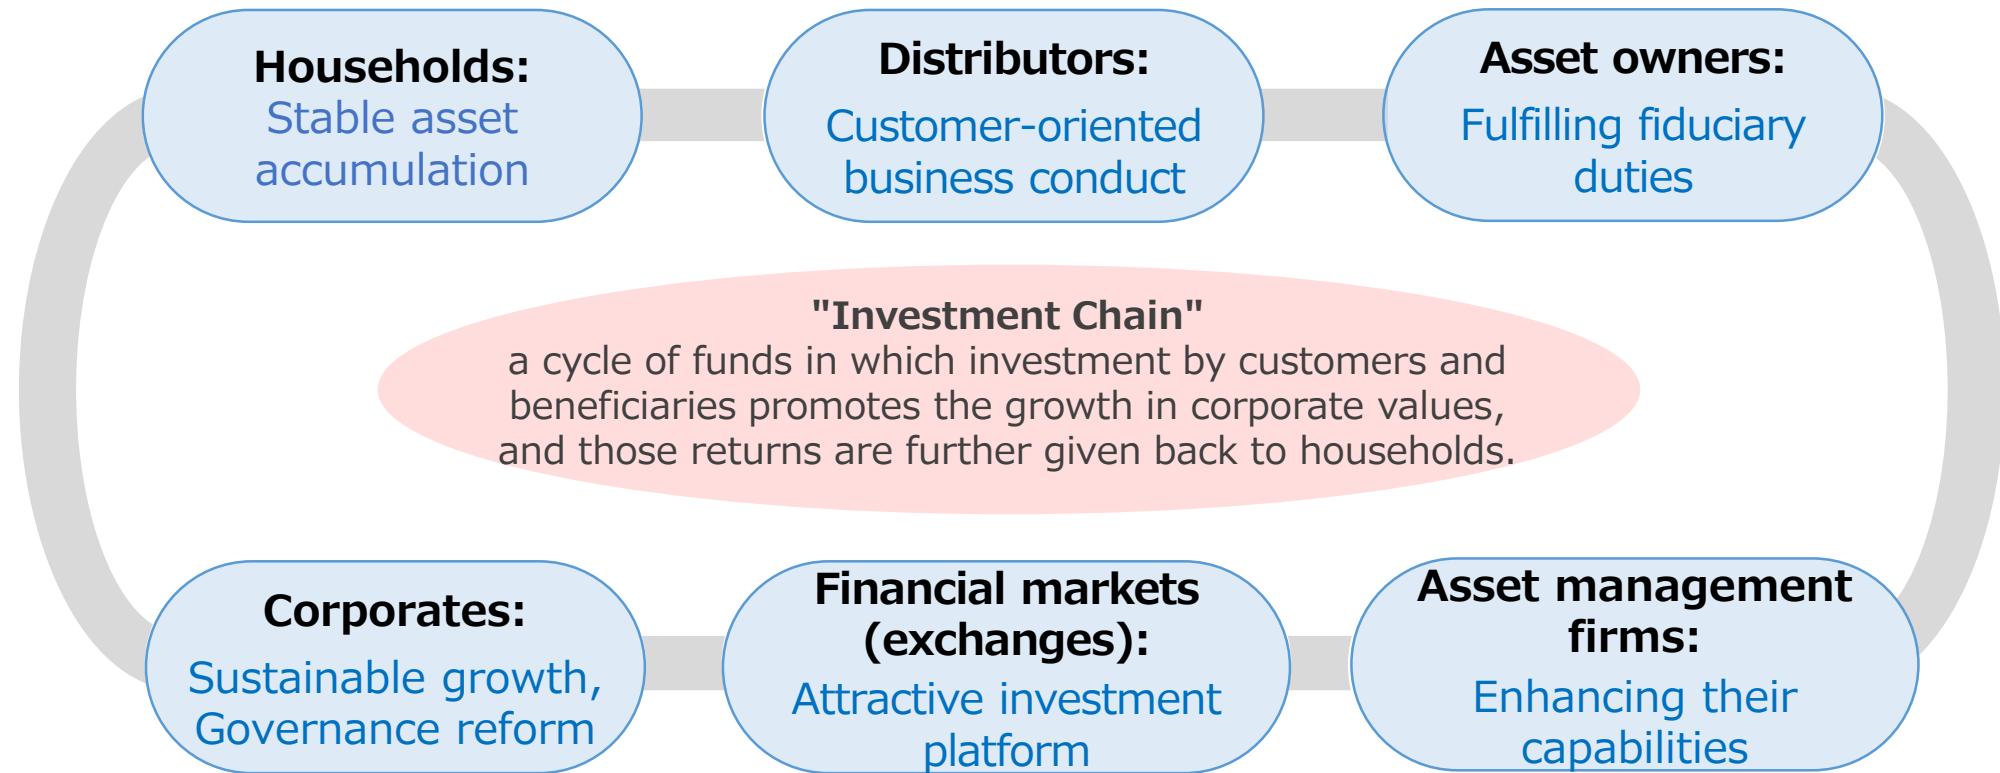 Households:
Stable asset
accumulation
Distributors:
Customer-oriented
business conduct
Asset owners:
Fulfilling fiduciary
duties
"Investment Chain"
a cycle of funds in which investment by customers and
beneficiaries promotes the growth in corporate values,
and those returns are further given back to households.
Corporates:
Sustainable growth,
Governance reform
Financial markets
(exchanges):
Attractive investment
platform
Asset management
firms:
Enhancing their
capabilities